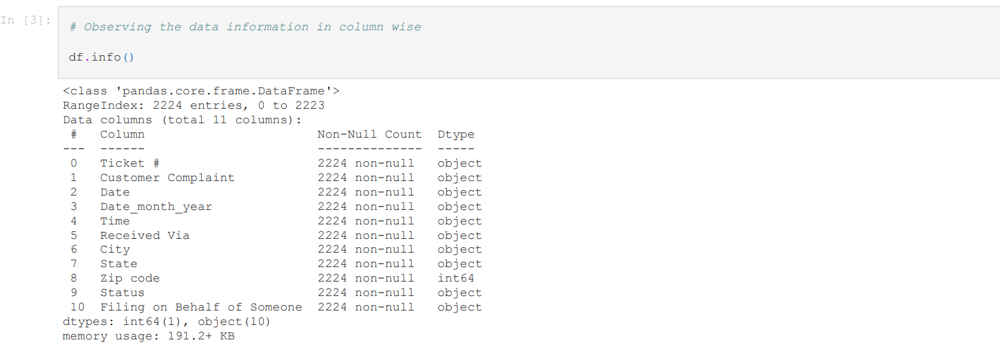 In [3]:
# Observing the data information in column wise
df.info()
<class 'pandas.core.frame.DataFrame'>
RangeIndex: 2224 entries, 0 to 2223
Data columns (total 11 columns):
 #   Column                       Non-Null Count  Dtype
---  ------                       --------------  -----
 0   Ticket #                     2224 non-null   object
 1   Customer Complaint           2224 non-null   object
 2   Date                         2224 non-null   object
 3   Date_month_year              2224 non-null   object
 4   Time                         2224 non-null   object
 5   Received Via                 2224 non-null   object
 6   City                         2224 non-null   object
 7   State                        2224 non-null   object
 8   Zip code                     2224 non-null   int64
 9   Status                       2224 non-null   object
 10  Filing on Behalf of Someone  2224 non-null   object
dtypes: int64(1), object(10)
memory usage: 191.2+ KB